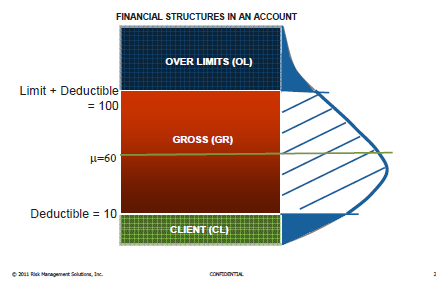 FINANCIAL STRUCTURES IN AN ACCOUNT
OVER LIMITS (OL)
Limit + Deductible
= 100
GROSS (GR)
μ=60
Deductible = 10
CLIENT (CL)
© 2011 Risk Management Solutions, Inc.
CONFIDENTIAL
2